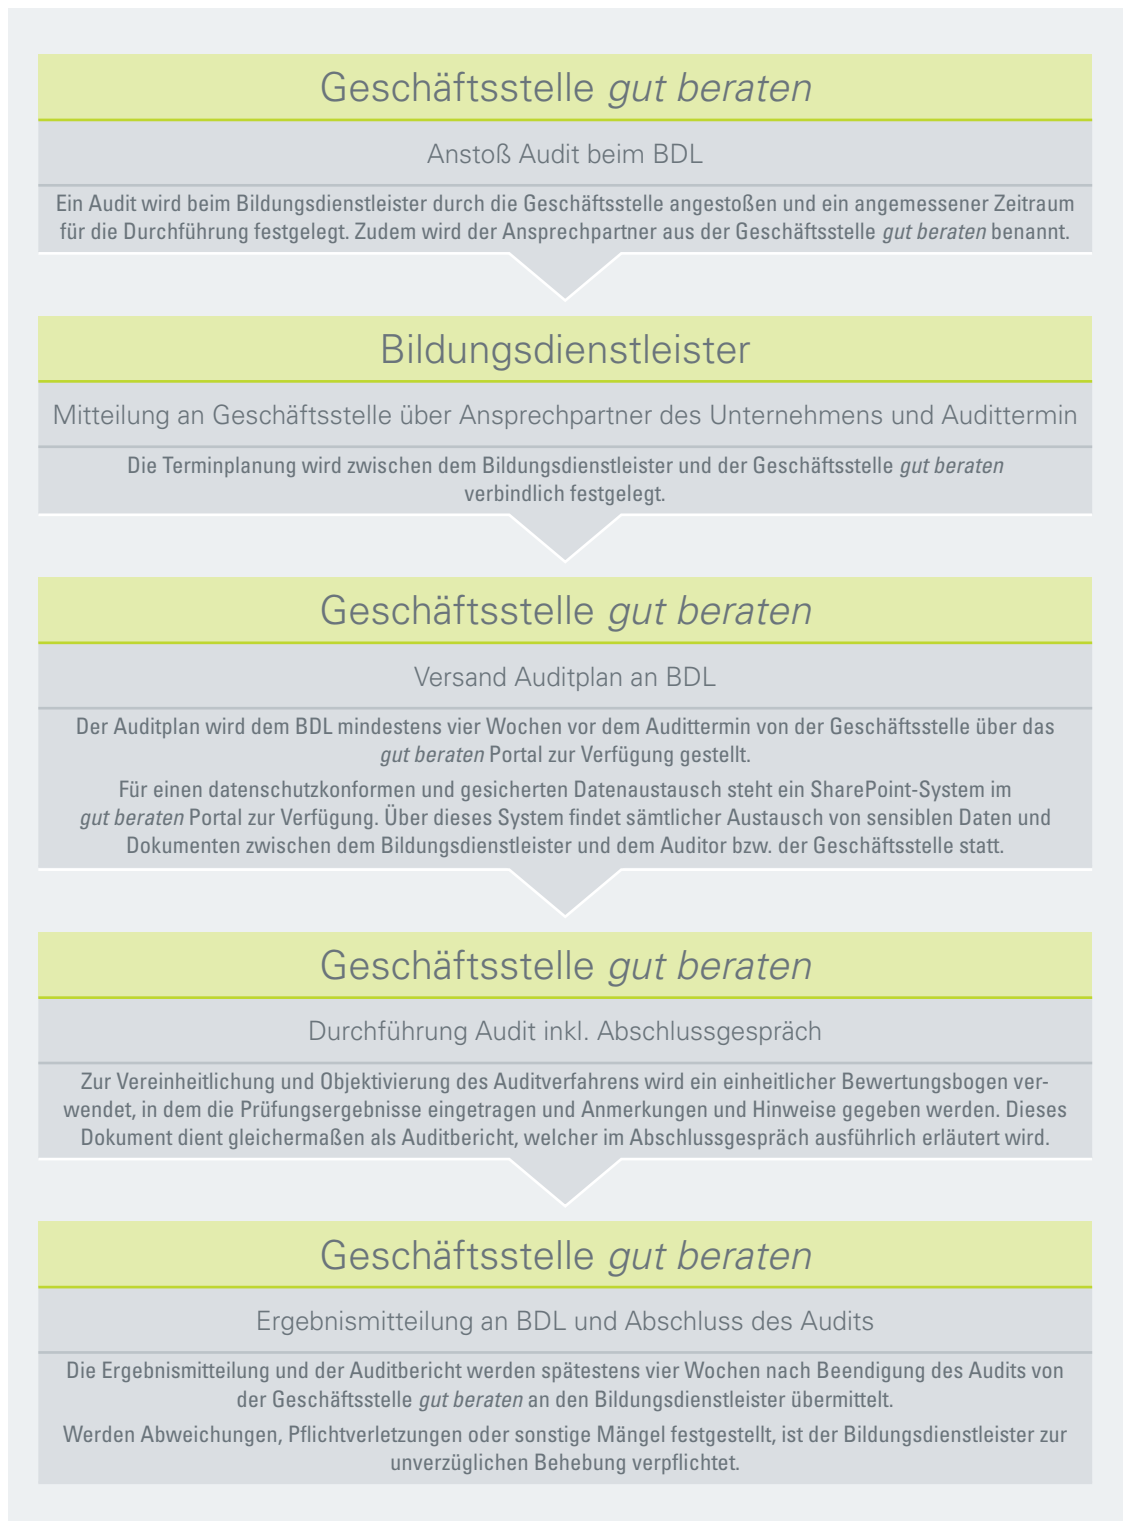 Geschäftsstelle gut beraten
Anstoß Audit beim BDL
Ein Audit wird beim Bildungsdienstleister durch die Geschäftsstelle angestoßen und ein angemessener Zeitraum
für die Durchführung festgelegt. Zudem wird der Ansprechpartner aus der Geschäftsstelle gut beraten benannt.
Bildungsdienstleister
Mitteilung an Geschäftsstelle über Ansprechpartner des Unternehmens und Audittermin
Die Terminplanung wird zwischen dem Bildungsdienstleister und der Geschäftsstelle gut beraten
verbindlich festgelegt.
Geschäftsstelle gut beraten
Versand Auditplan an BDL
Der Auditplan wird dem BDL mindestens vier Wochen vor dem Audittermin von der Geschäftsstelle über das
gut beraten Portal zur Verfügung gestellt.
Für einen datenschutzkonformen und gesicherten Datenaustausch steht ein SharePoint-System im
gut beraten Portal zur Verfügung. Über dieses System findet sämtlicher Austausch von sensiblen Daten und
Dokumenten zwischen dem Bildungsdienstleister und dem Auditor bzw. der Geschäftsstelle statt.
Geschäftsstelle gut beraten
Durchführung Audit inkl. Abschlussgespräch
Zur Vereinheitlichung und Objektivierung des Auditverfahrens wird ein einheitlicher Bewertungsbogen ver-
wendet, in dem die Prüfungsergebnisse eingetragen und Anmerkungen und Hinweise gegeben werden. Dieses
Dokument dient gleichermaßen als Auditbericht, welcher im Abschlussgespräch ausführlich erläutert wird.
Geschäftsstelle gut beraten
Ergebnismitteilung an BDL und Abschluss des Audits
Die Ergebnismitteilung und der Auditbericht werden spätestens vier Wochen nach Beendigung des Audits von
der Geschäftsstelle gut beraten an den Bildungsdienstleister übermittelt.
Werden Abweichungen, Pflichtverletzungen oder sonstige Mängel festgestellt, ist der Bildungsdienstleister zur
unverzüglichen Behebung verpflichtet.